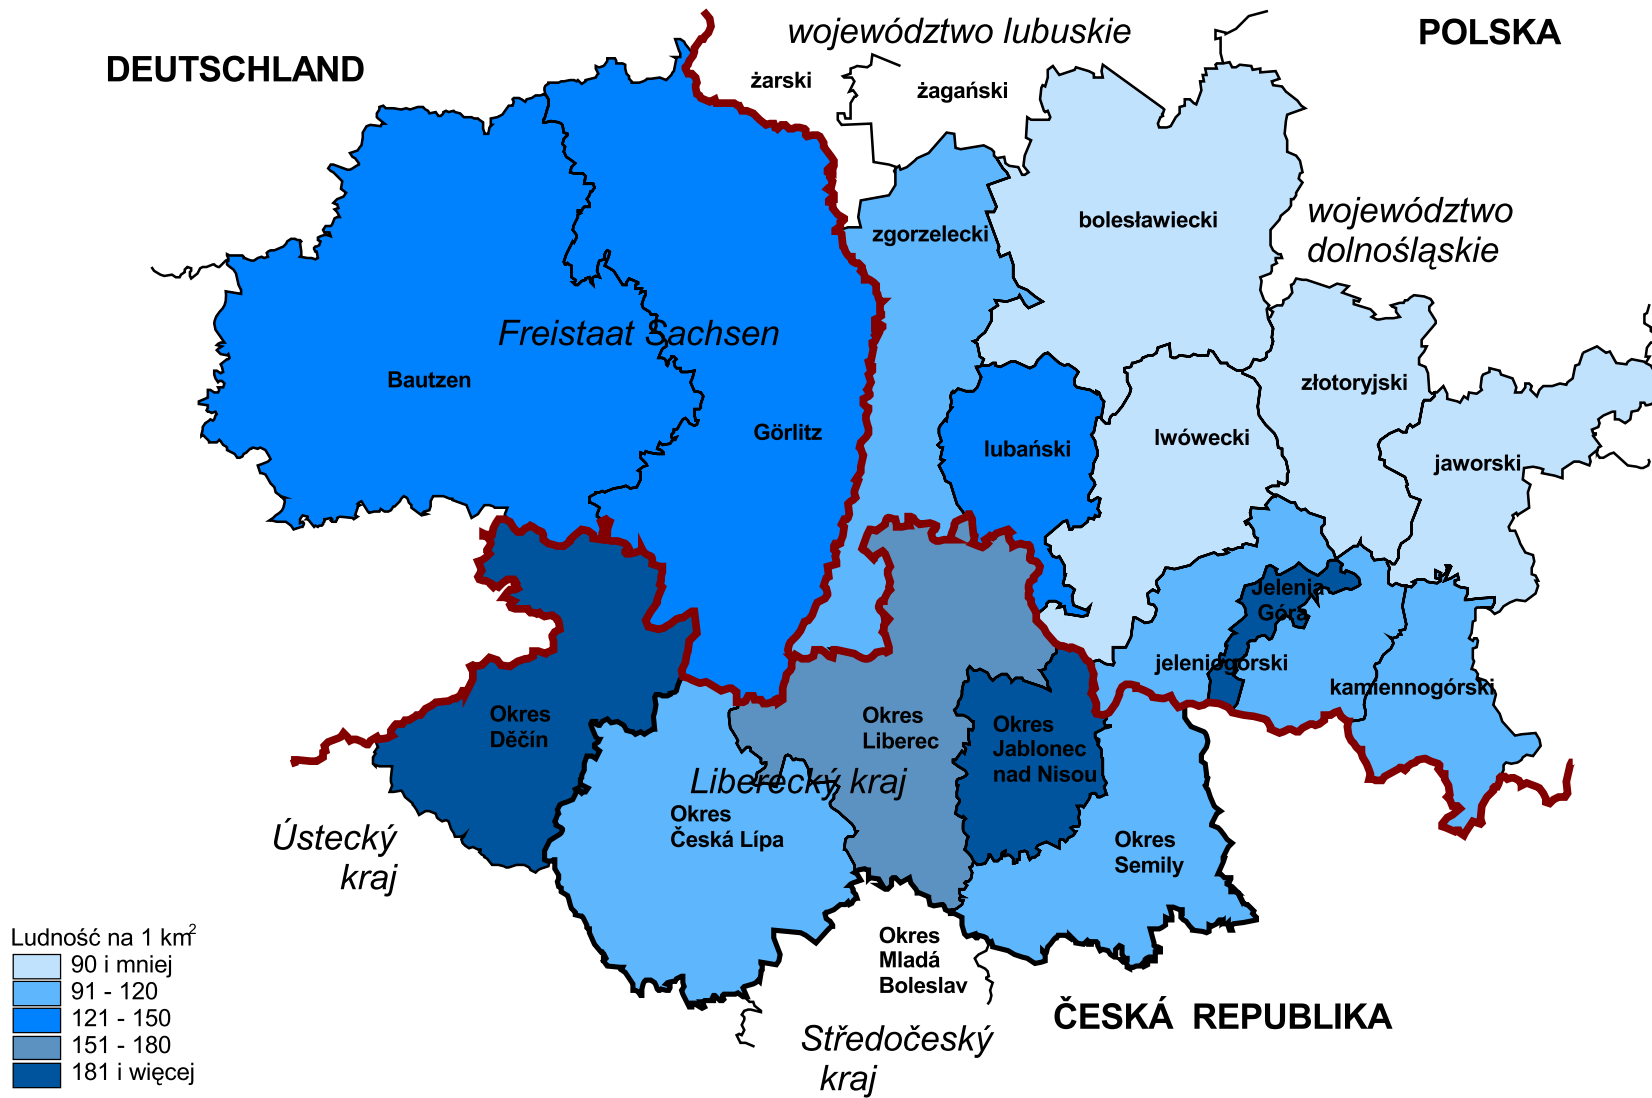 województwo lubuskie
POLSKA
DEUTSCHLAND
żarski
żagański
województwo
dolnośląskie
bolesławiecki
zgorzelecki
Freistaat Sachsen
Bautzen
złotoryjski
Görlitz
lubański
lwówecki
jaworski
Jelenia
Góra
jeleniogórski
kamiennogórski
Okres
Děčín
Okres
Liberec
Okres
Jablonec
nad Nisou
Liberecký kraj
Okres
Česká Lípa
Ústecký
kraj
Okres
Semily
Okres
Mladá
Boleslav
ČESKÁ REPUBLIKA
Středočeský
kraj
Ludność na 1 km²
90 i mniej
91 - 120
121 - 150
151 - 180
181 i więcej